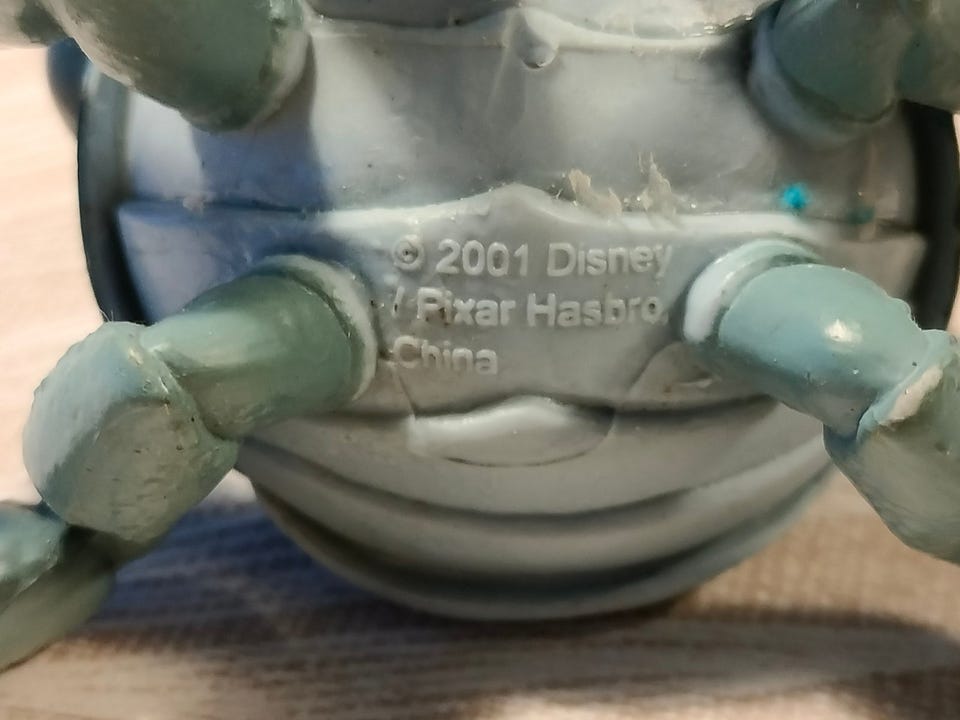 © 2001 Disney
/ Pixar Hasbro,
China